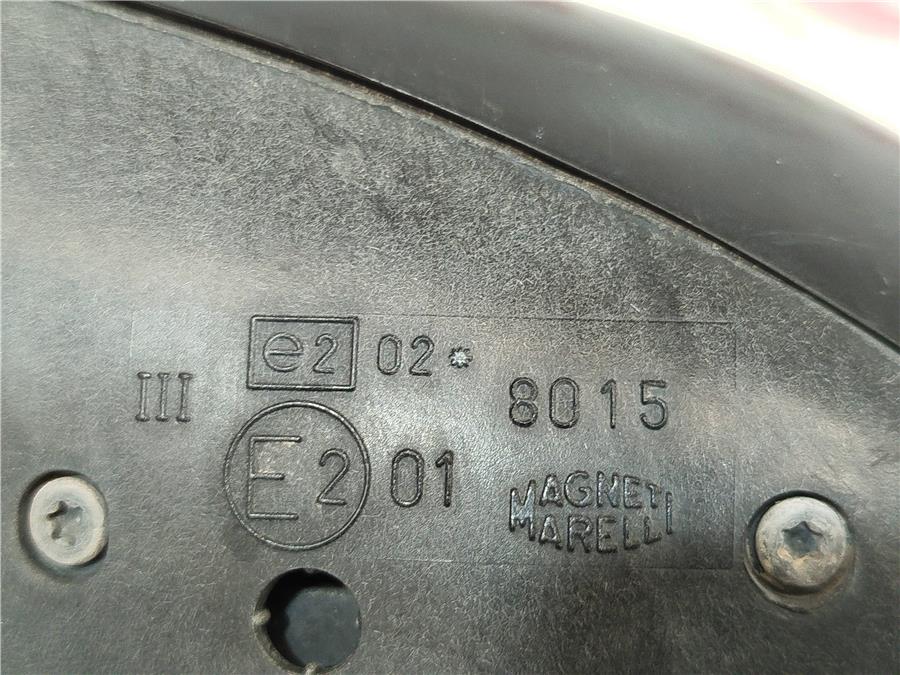 e2 02*
III
8015
E2 01
MAGNETI
MARELLI